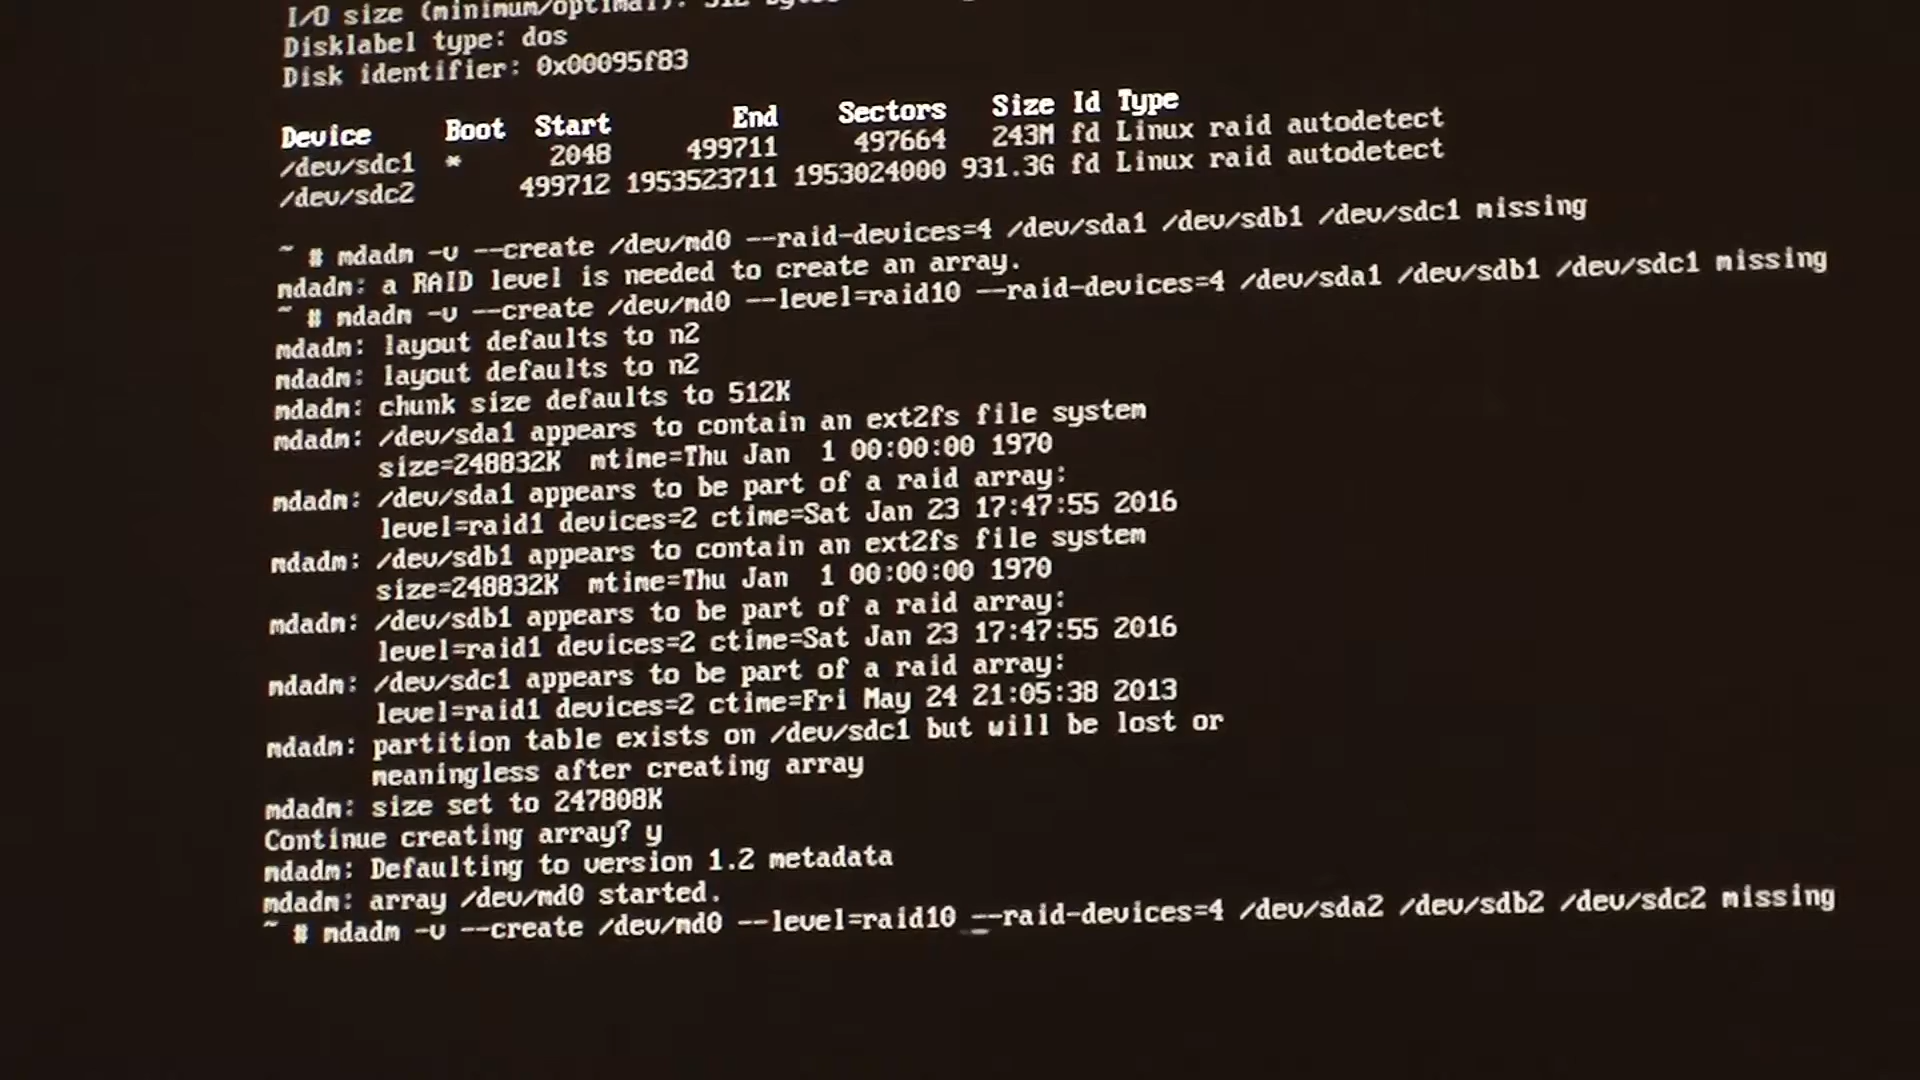 I/O size (minimum/optimal): 512 bytes
Disklabel type: dos
Disk identifier: 0x00095f83
Device Boot Start End Sectors Size Id Type
/dev/sdc1 * 2048 499711 497664 243M fd Linux raid autodetect
/dev/sdc2 499712 1953523711 1953024000 931.3G fd Linux raid autodetect
~ # mdadm -v --create /dev/md0 --raid-devices=4 /dev/sda1 /dev/sdb1 /dev/sdc1 missing
mdadm: a RAID level is needed to create an array.
~ # mdadm -v --create /dev/md0 --level=raid10 --raid-devices=4 /dev/sda1 /dev/sdb1 /dev/sdc1 missing
mdadm: layout defaults to n2
mdadm: layout defaults to n2
mdadm: chunk size defaults to 512K
mdadm: /dev/sda1 appears to contain an ext2fs file system
size=248832K mtime=Thu Jan 1 00:00:00 1970
mdadm: /dev/sda1 appears to be part of a raid array:
level=raid1 devices=2 ctime=Sat Jan 23 17:47:55 2016
mdadm: /dev/sdb1 appears to contain an ext2fs file system
size=248832K mtime=Thu Jan 1 00:00:00 1970
mdadm: /dev/sdb1 appears to be part of a raid array:
level=raid1 devices=2 ctime=Sat Jan 23 17:47:55 2016
mdadm: /dev/sdc1 appears to be part of a raid array:
level=raid1 devices=2 ctime=Fri May 24 21:05:38 2013
mdadm: partition table exists on /dev/sdc1 but will be lost or
meaningless after creating array
mdadm: size set to 247808K
Continue creating array? y
mdadm: Defaulting to version 1.2 metadata
mdadm: array /dev/md0 started.
~ # mdadm -v --create /dev/md0 --level=raid10 --raid-devices=4 /dev/sda2 /dev/sdb2 /dev/sdc2 missing